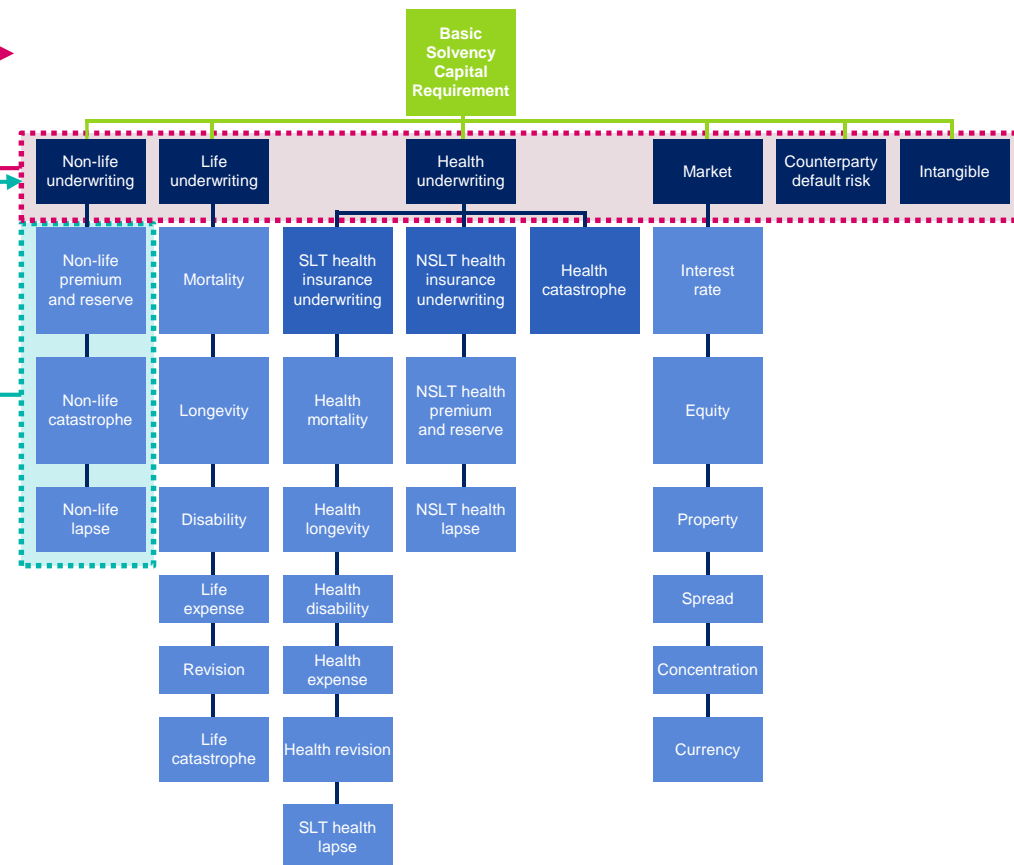 Basic
Solvency
Capital
Requirement
Non-life
underwriting
Life
underwriting
Health
underwriting
Market
Counterparty
default risk
Intangible
Non-life
premium
and reserve
Mortality
SLT health
insurance
underwriting
NSLT health
insurance
underwriting
Health
catastrophe
Interest
rate
Non-life
catastrophe
Longevity
Health
mortality
NSLT health
premium
and reserve
Equity
Non-life
lapse
Disability
Health
longevity
NSLT health
lapse
Property
Life
expense
Health
disability
Spread
Revision
Health
expense
Concentration
Life
catastrophe
Health revision
Currency
SLT health
lapse